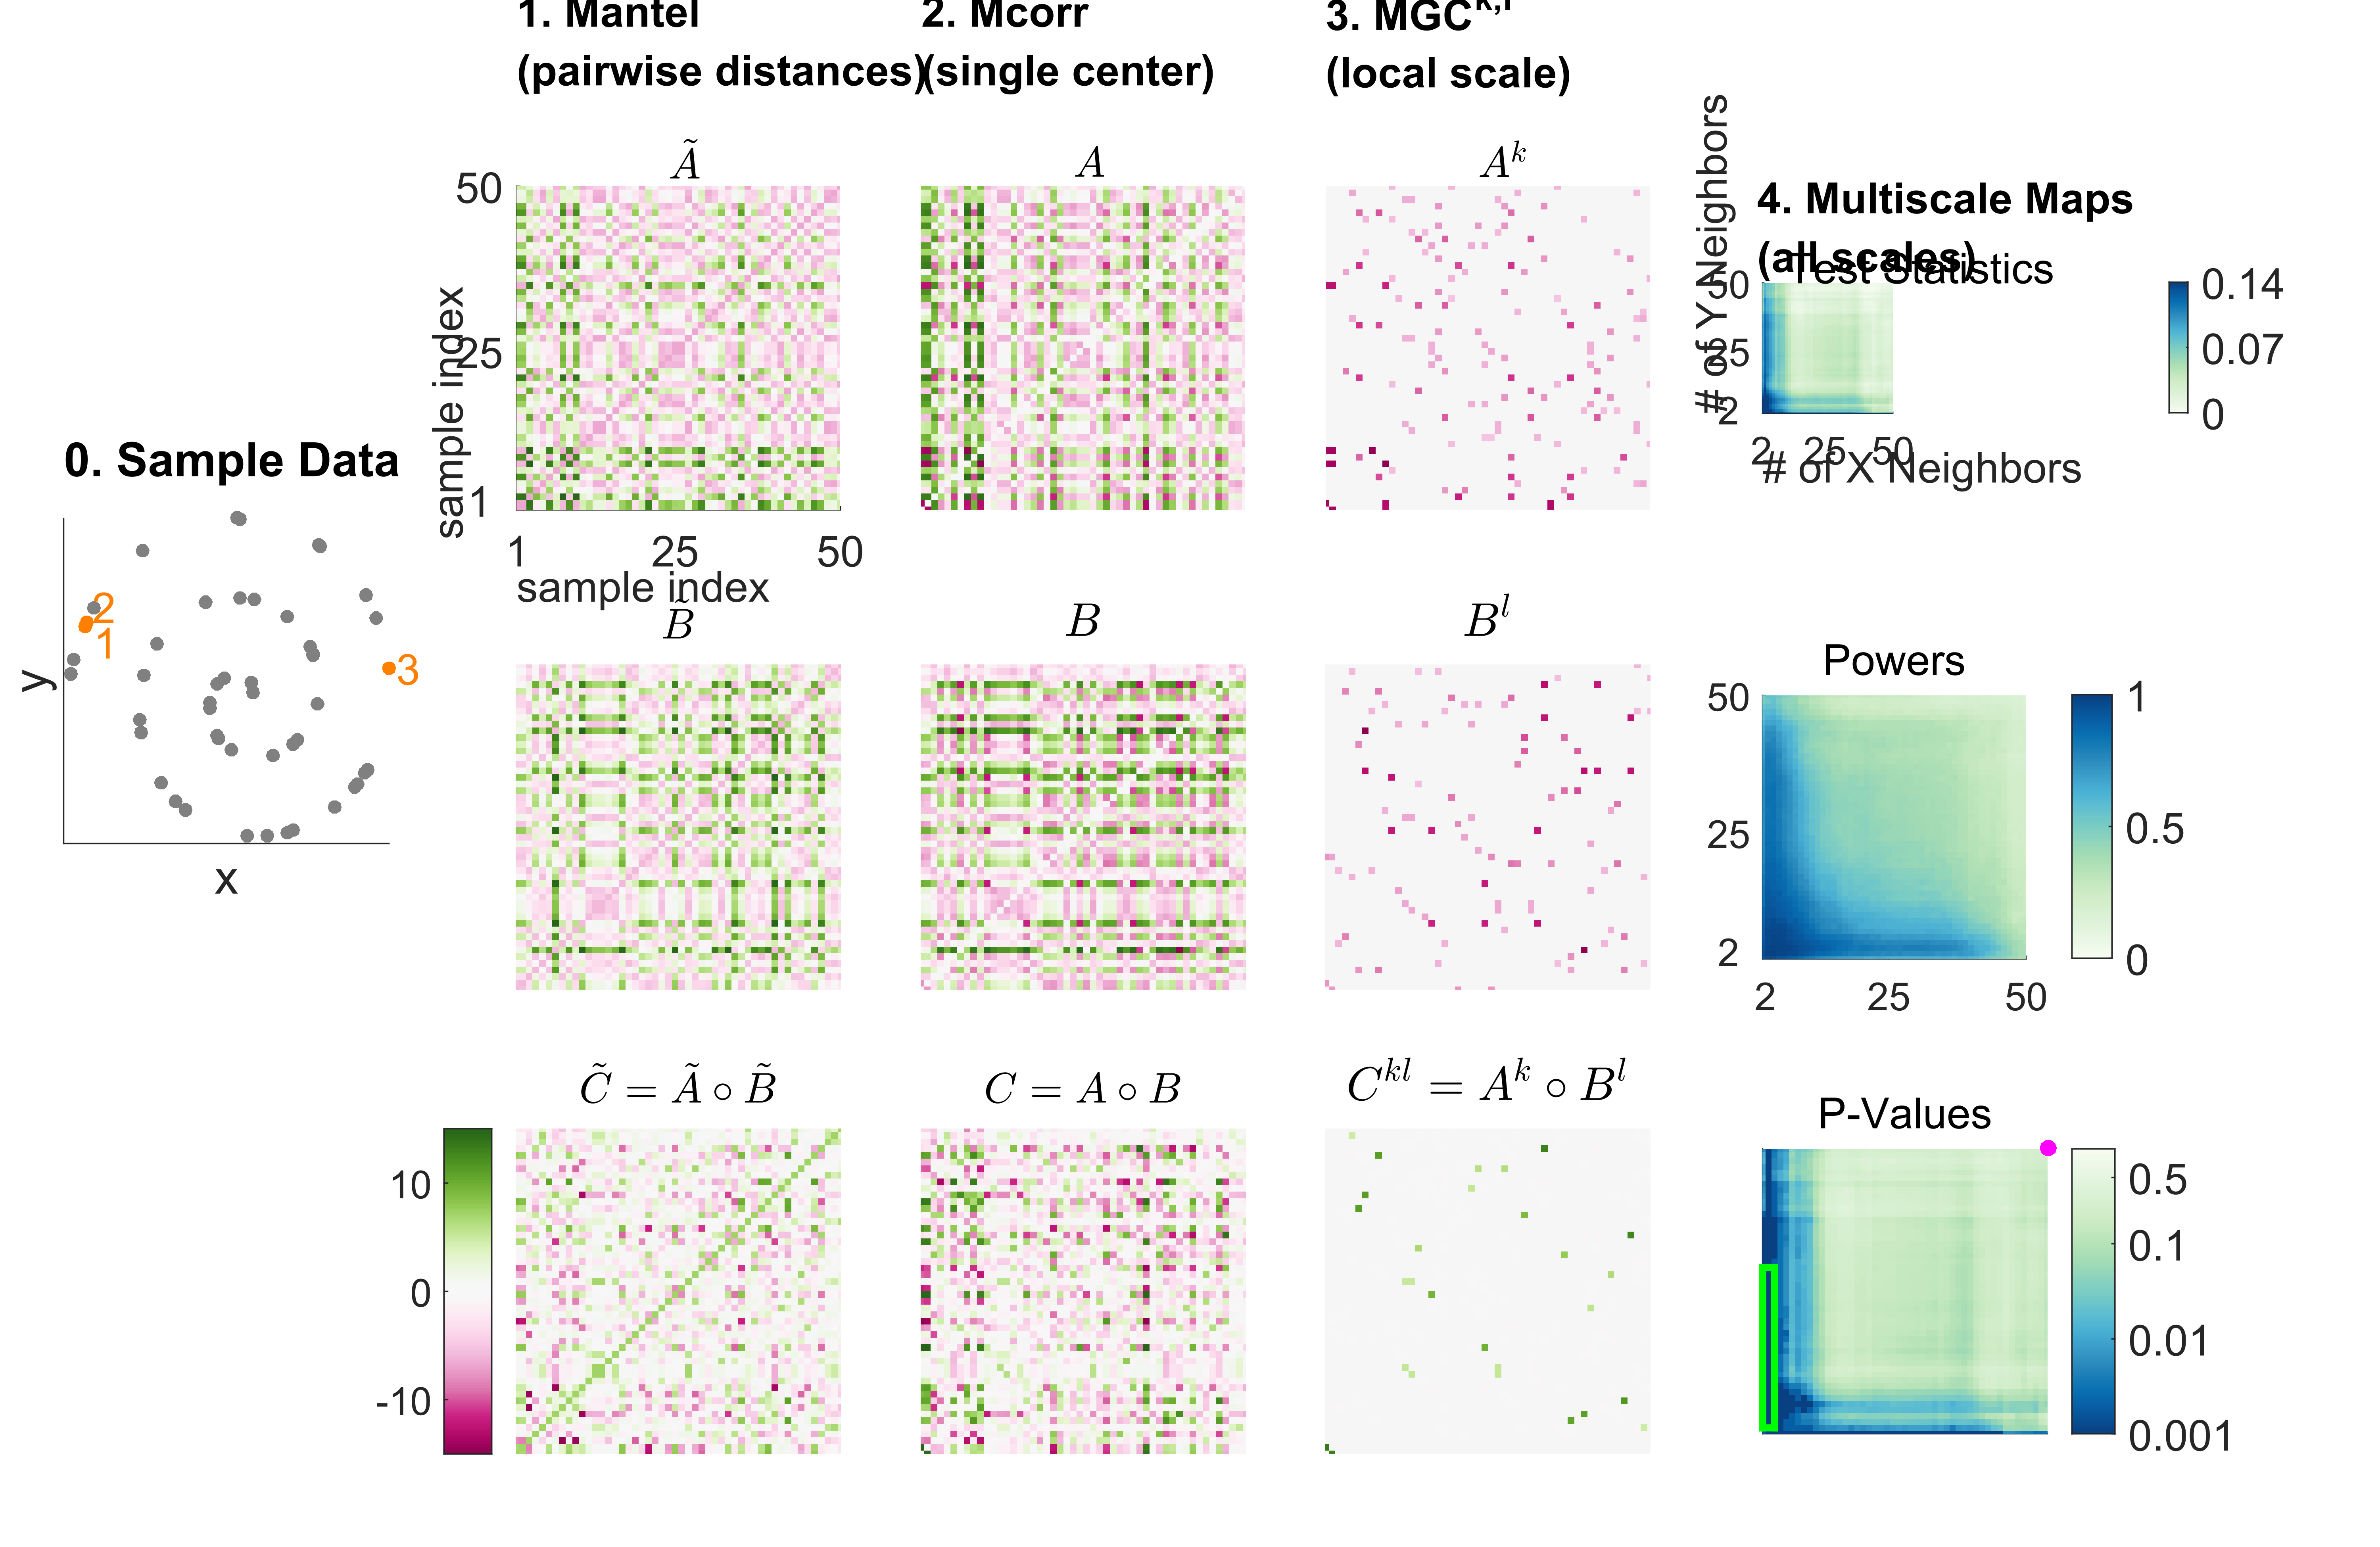 1. Mantel
(pairwise distances)
2. Mcorr
(single center)
3. MGC^{k,l}
(local scale)
4. Multiscale Maps
(all scales)
0. Sample Data
y
x
1
2
3
Ã
sample index
50
25
1
1 25 50
sample index
A
A^k
Test Statistics
# of Y Neighbors
50
25
2
2 25 50
# of X Neighbors
0.14
0.07
0
B̃
B
B^l
Powers
50
25
2
2 25 50
1
0.5
0
C̃ = Ã ∘ B̃
10
0
-10
C = A ∘ B
C^{kl} = A^k ∘ B^l
P-Values
0.5
0.1
0.01
0.001